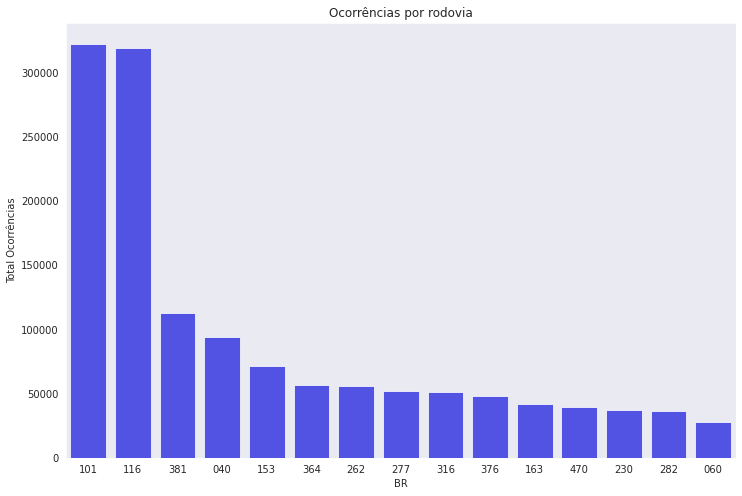 Ocorrências por rodovia
Total Ocorrências
300000
250000
200000
150000
100000
50000
0
101 116 381 040 153 364 262 277 316 376 163 470 230 282 060
BR